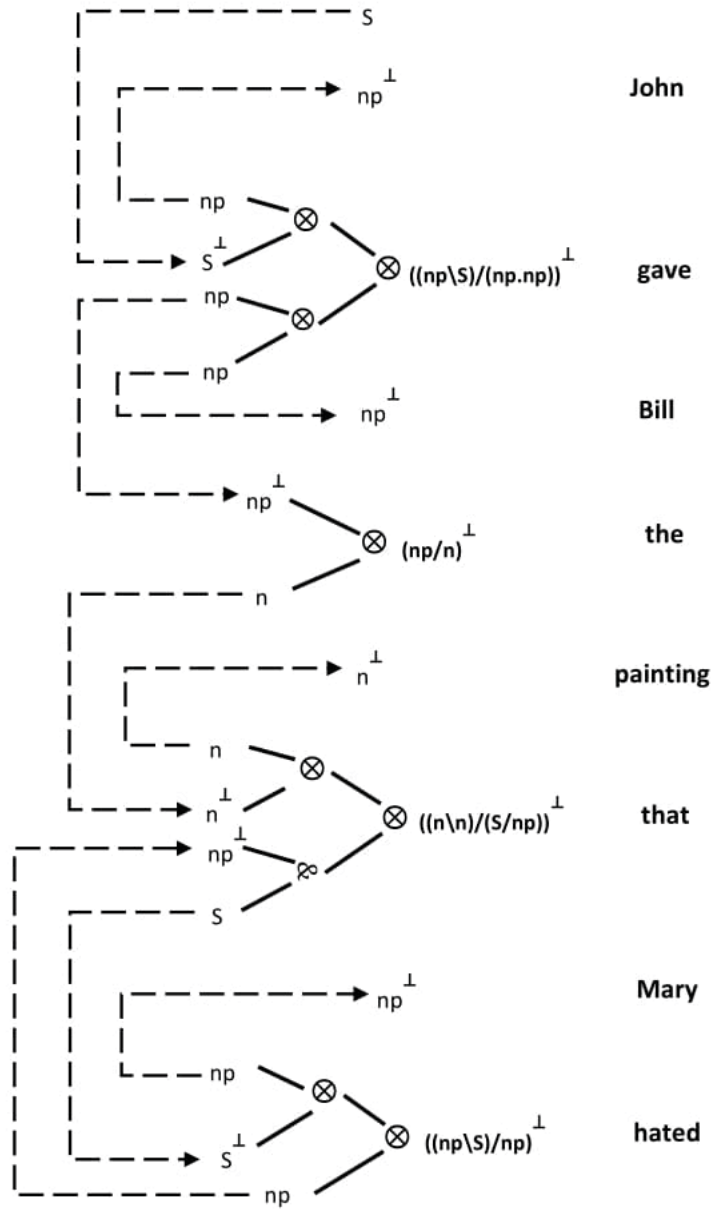 S
np⊥ John
np ⊗
S⊥ ⊗ ((np\S)/(np.np))⊥ gave
np ⊗
np
np⊥ Bill
np⊥
⊗ (np/n)⊥ the
n
n⊥ painting
n ⊗
n⊥ ⊗ ((n\n)/(S/np))⊥ that
np⊥ ⅋
S
np⊥ Mary
np ⊗
S⊥ ⊗ ((np\S)/np)⊥ hated
np